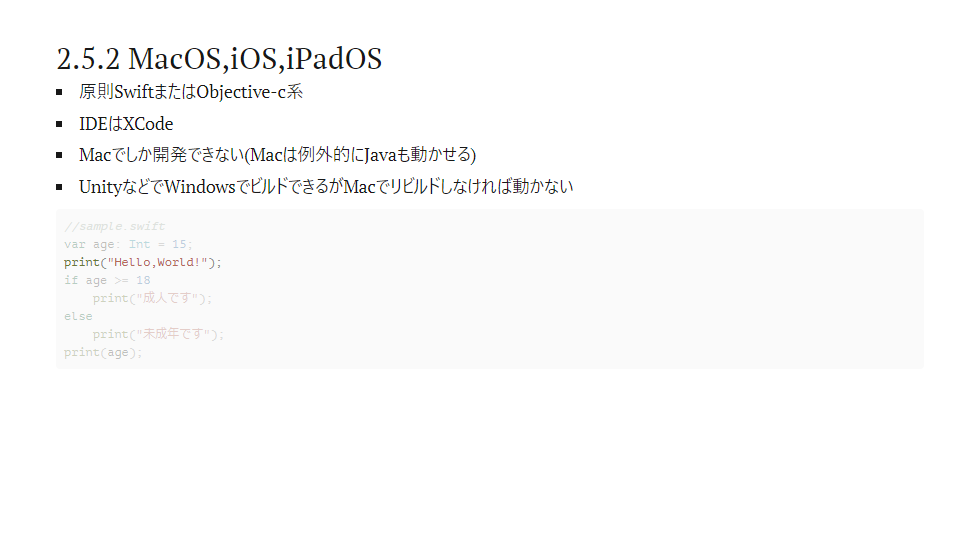 2.5.2 MacOS,iOS,iPadOS
原則SwiftまたはObjective-c系
IDEはXCode
Macでしか開発できない(Macは例外的にJavaも動かせる)
UnityなどでWindowsでビルドできるがMacでリビルドしなければ動かない
//sample.swift
var age: Int = 15;
print("Hello,World!");
if age >= 18
    print("成人です");
else
    print("未成年です");
print(age);